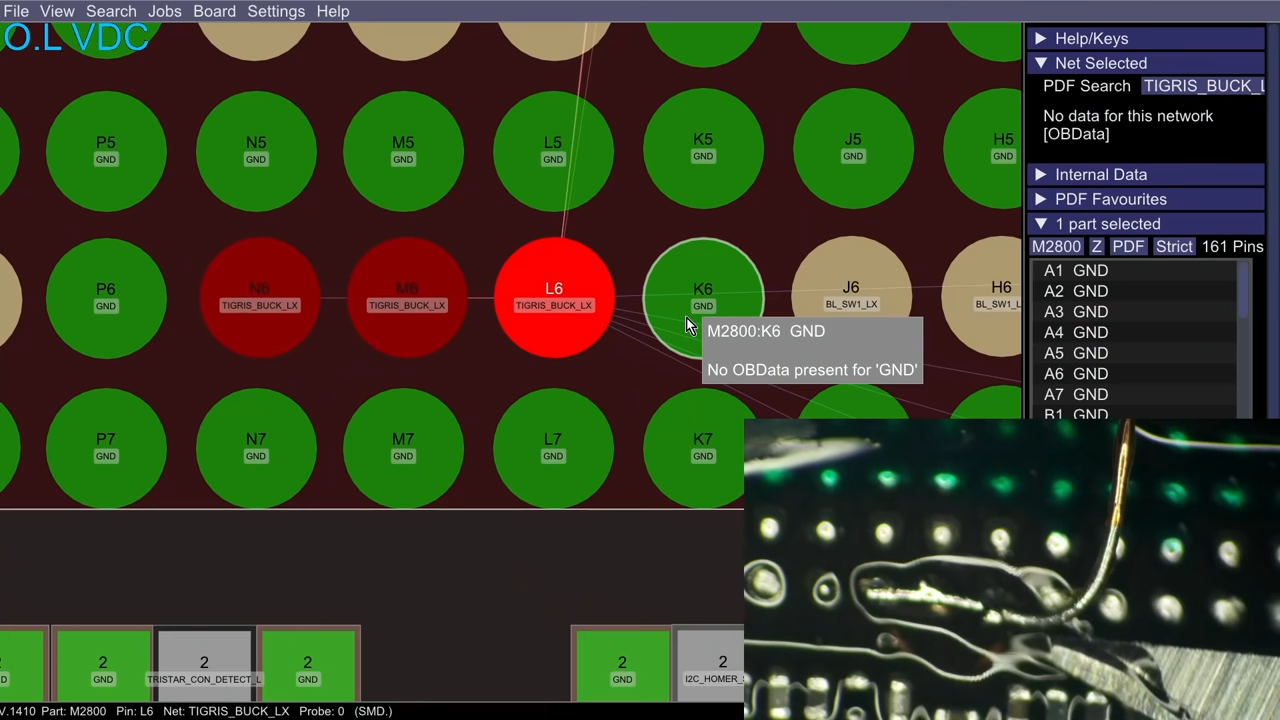 File View Search Jobs Board Settings Help
O.L VDC
Help/Keys
Net Selected
PDF Search TIGRIS_BUCK_L
No data for this network
[OBData]
Internal Data
PDF Favourites
1 part selected
M2800 Z PDF Strict 161 Pins
A1 GND
A2 GND
A3 GND
A4 GND
A5 GND
A6 GND
A7 GND
B1 GND
P5 N5 M5 L5 K5 J5 H5
GND GND GND GND GND GND GND
P6 N6 M6 L6 K6 J6 H6
GND TIGRIS_BUCK_LX TIGRIS_BUCK_LX TIGRIS_BUCK_LX GND BL_SW1_LX BL_SW1_L
M2800:K6 GND
No OBData present for 'GND'
P7 N7 M7 L7 K7
GND GND GND GND GND
2 2 2 2 2
GND TRISTAR_CON_DETECT_L GND GND I2C_HOMER_S
V.1410 Part: M2800 Pin: L6 Net: TIGRIS_BUCK_LX Probe: 0 (SMD.)